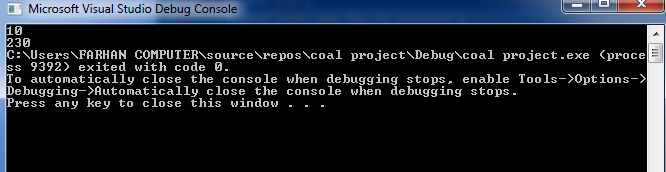 Microsoft Visual Studio Debug Console
10
230
C:\Users\FARHAN COMPUTER\source\repos\coal project\Debug\coal project.exe (proce
ss 9392) exited with code 0.
To automatically close the console when debugging stops, enable Tools->Options->
Debugging->Automatically close the console when debugging stops.
Press any key to close this window . . .